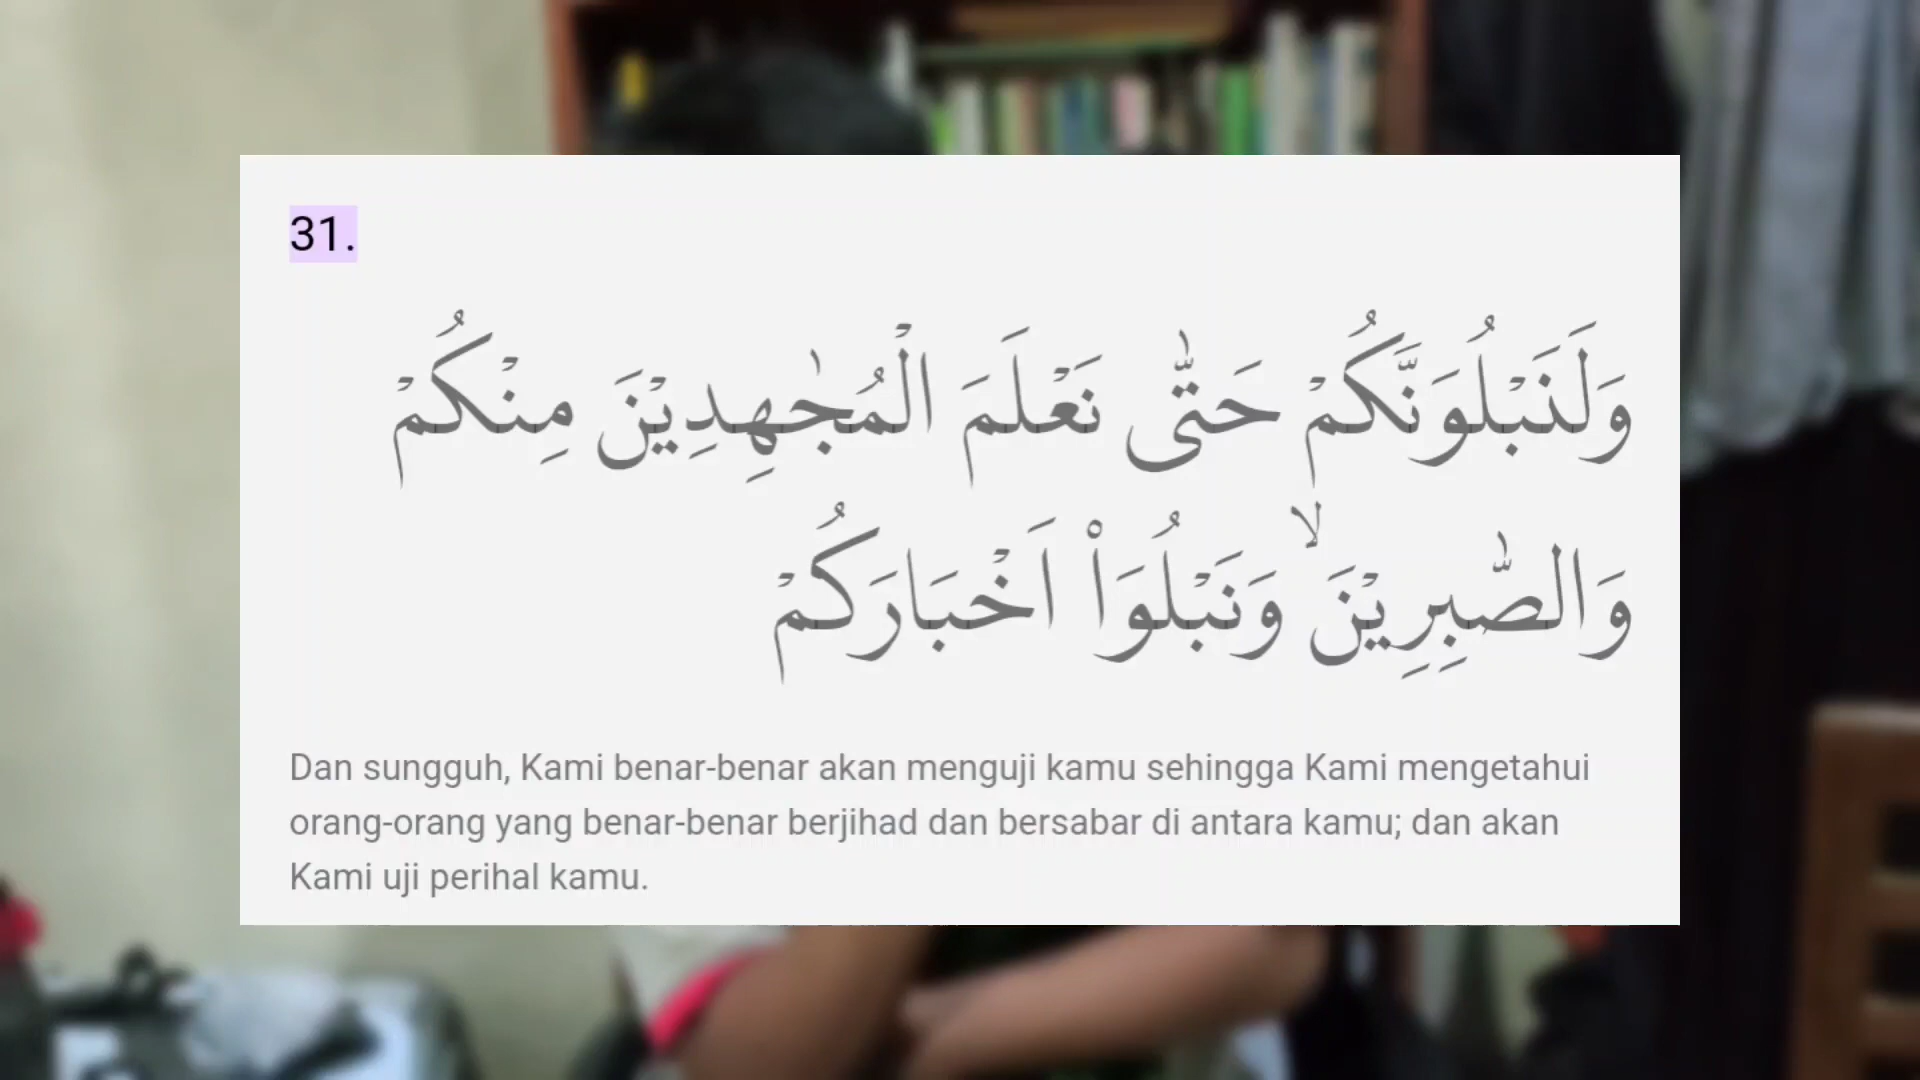 31.
وَلَنَبْلُوَنَّكُمْ حَتّٰى نَعْلَمَ الْمُجٰهِدِيْنَ مِنْكُمْ
وَالصّٰبِرِيْنَۙ وَنَبْلُوَا۟ اَخْبَارَكُمْ
Dan sungguh, Kami benar-benar akan menguji kamu sehingga Kami mengetahui
orang-orang yang benar-benar berjihad dan bersabar di antara kamu; dan akan
Kami uji perihal kamu.